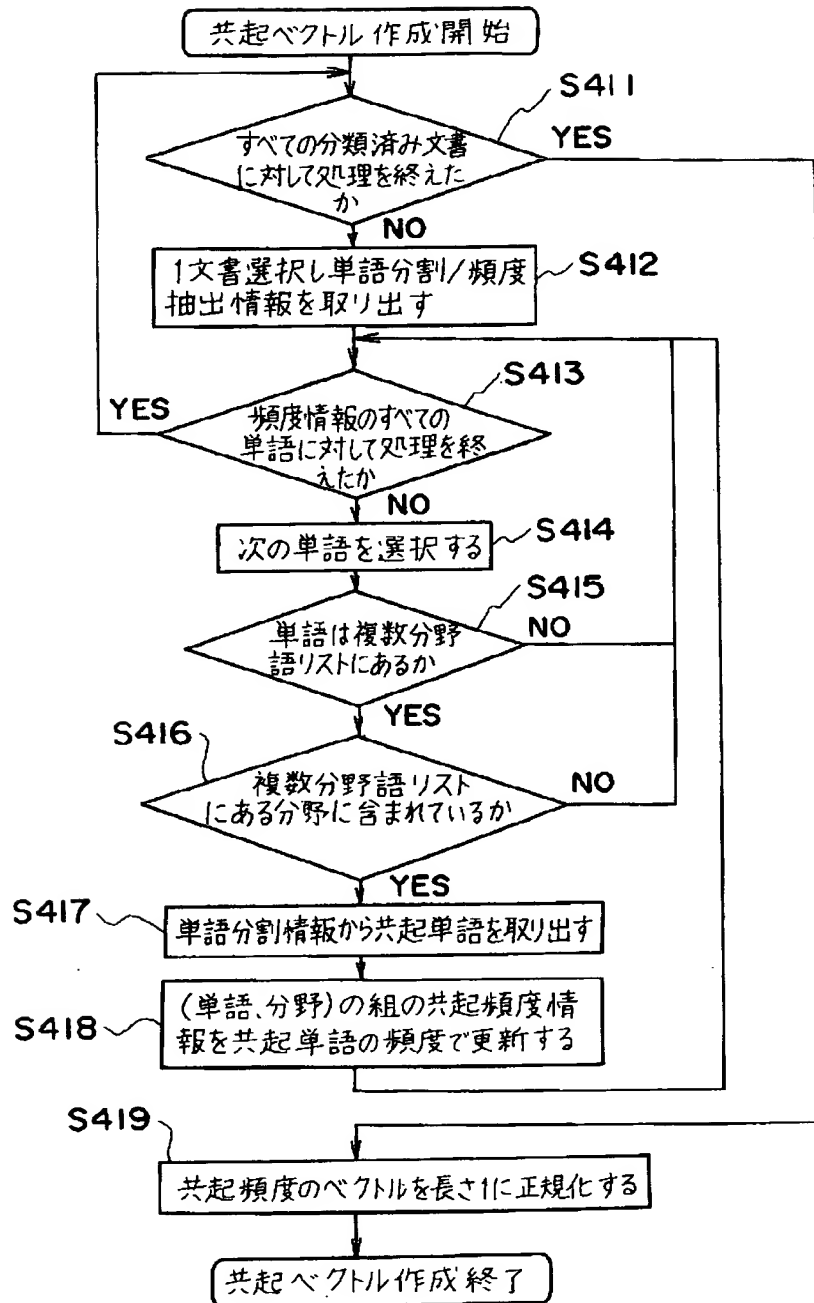 共起ベクトル作成開始
S411
すべての分類済み文書
に対して処理を終えた
か
YES
NO
1文書選択し単語分割/頻度
抽出情報を取り出す
S412
S413
YES
頻度情報のすべての
単語に対して処理を終
えたか
NO
次の単語を選択する
S414
S415
単語は複数分野
語リストにあるか
NO
YES
S416
複数分野語リスト
にある分野に含まれているか
NO
YES
S417
単語分割情報から共起単語を取り出す
S418
(単語、分野)の組の共起頻度情
報を共起単語の頻度で更新する
S419
共起頻度のベクトルを長さ1に正規化する
共起ベクトル作成終了